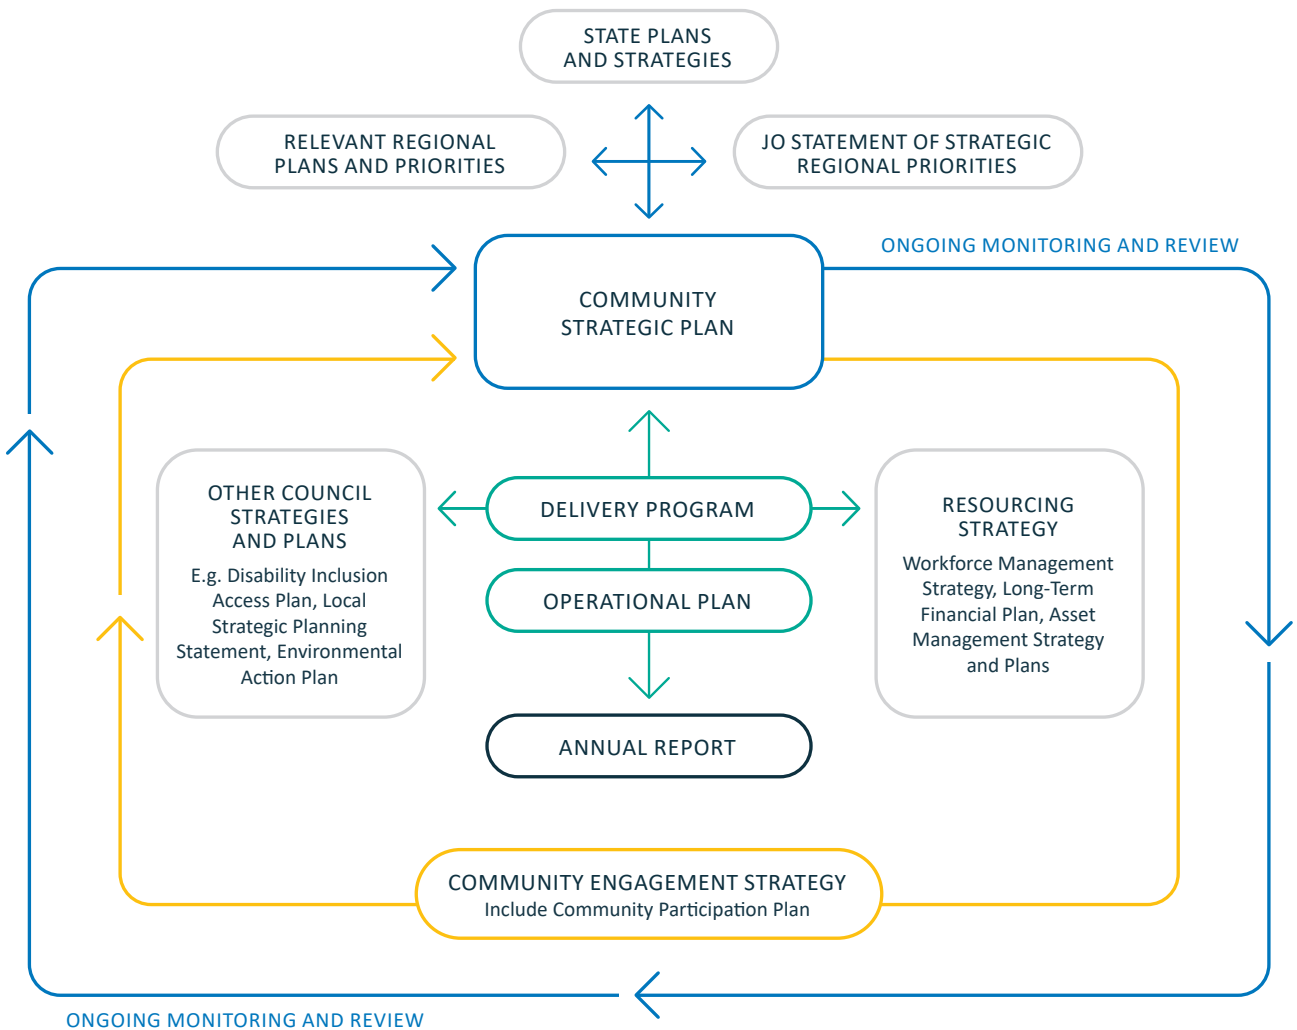 STATE PLANS
AND STRATEGIES
RELEVANT REGIONAL
PLANS AND PRIORITIES
JO STATEMENT OF STRATEGIC
REGIONAL PRIORITIES
ONGOING MONITORING AND REVIEW
COMMUNITY
STRATEGIC PLAN
OTHER COUNCIL
STRATEGIES
AND PLANS
E.g. Disability Inclusion
Access Plan, Local
Strategic Planning
Statement, Environmental
Action Plan
DELIVERY PROGRAM
OPERATIONAL PLAN
RESOURCING
STRATEGY
Workforce Management
Strategy, Long-Term
Financial Plan, Asset
Management Strategy
and Plans
ANNUAL REPORT
COMMUNITY ENGAGEMENT STRATEGY
Include Community Participation Plan
ONGOING MONITORING AND REVIEW